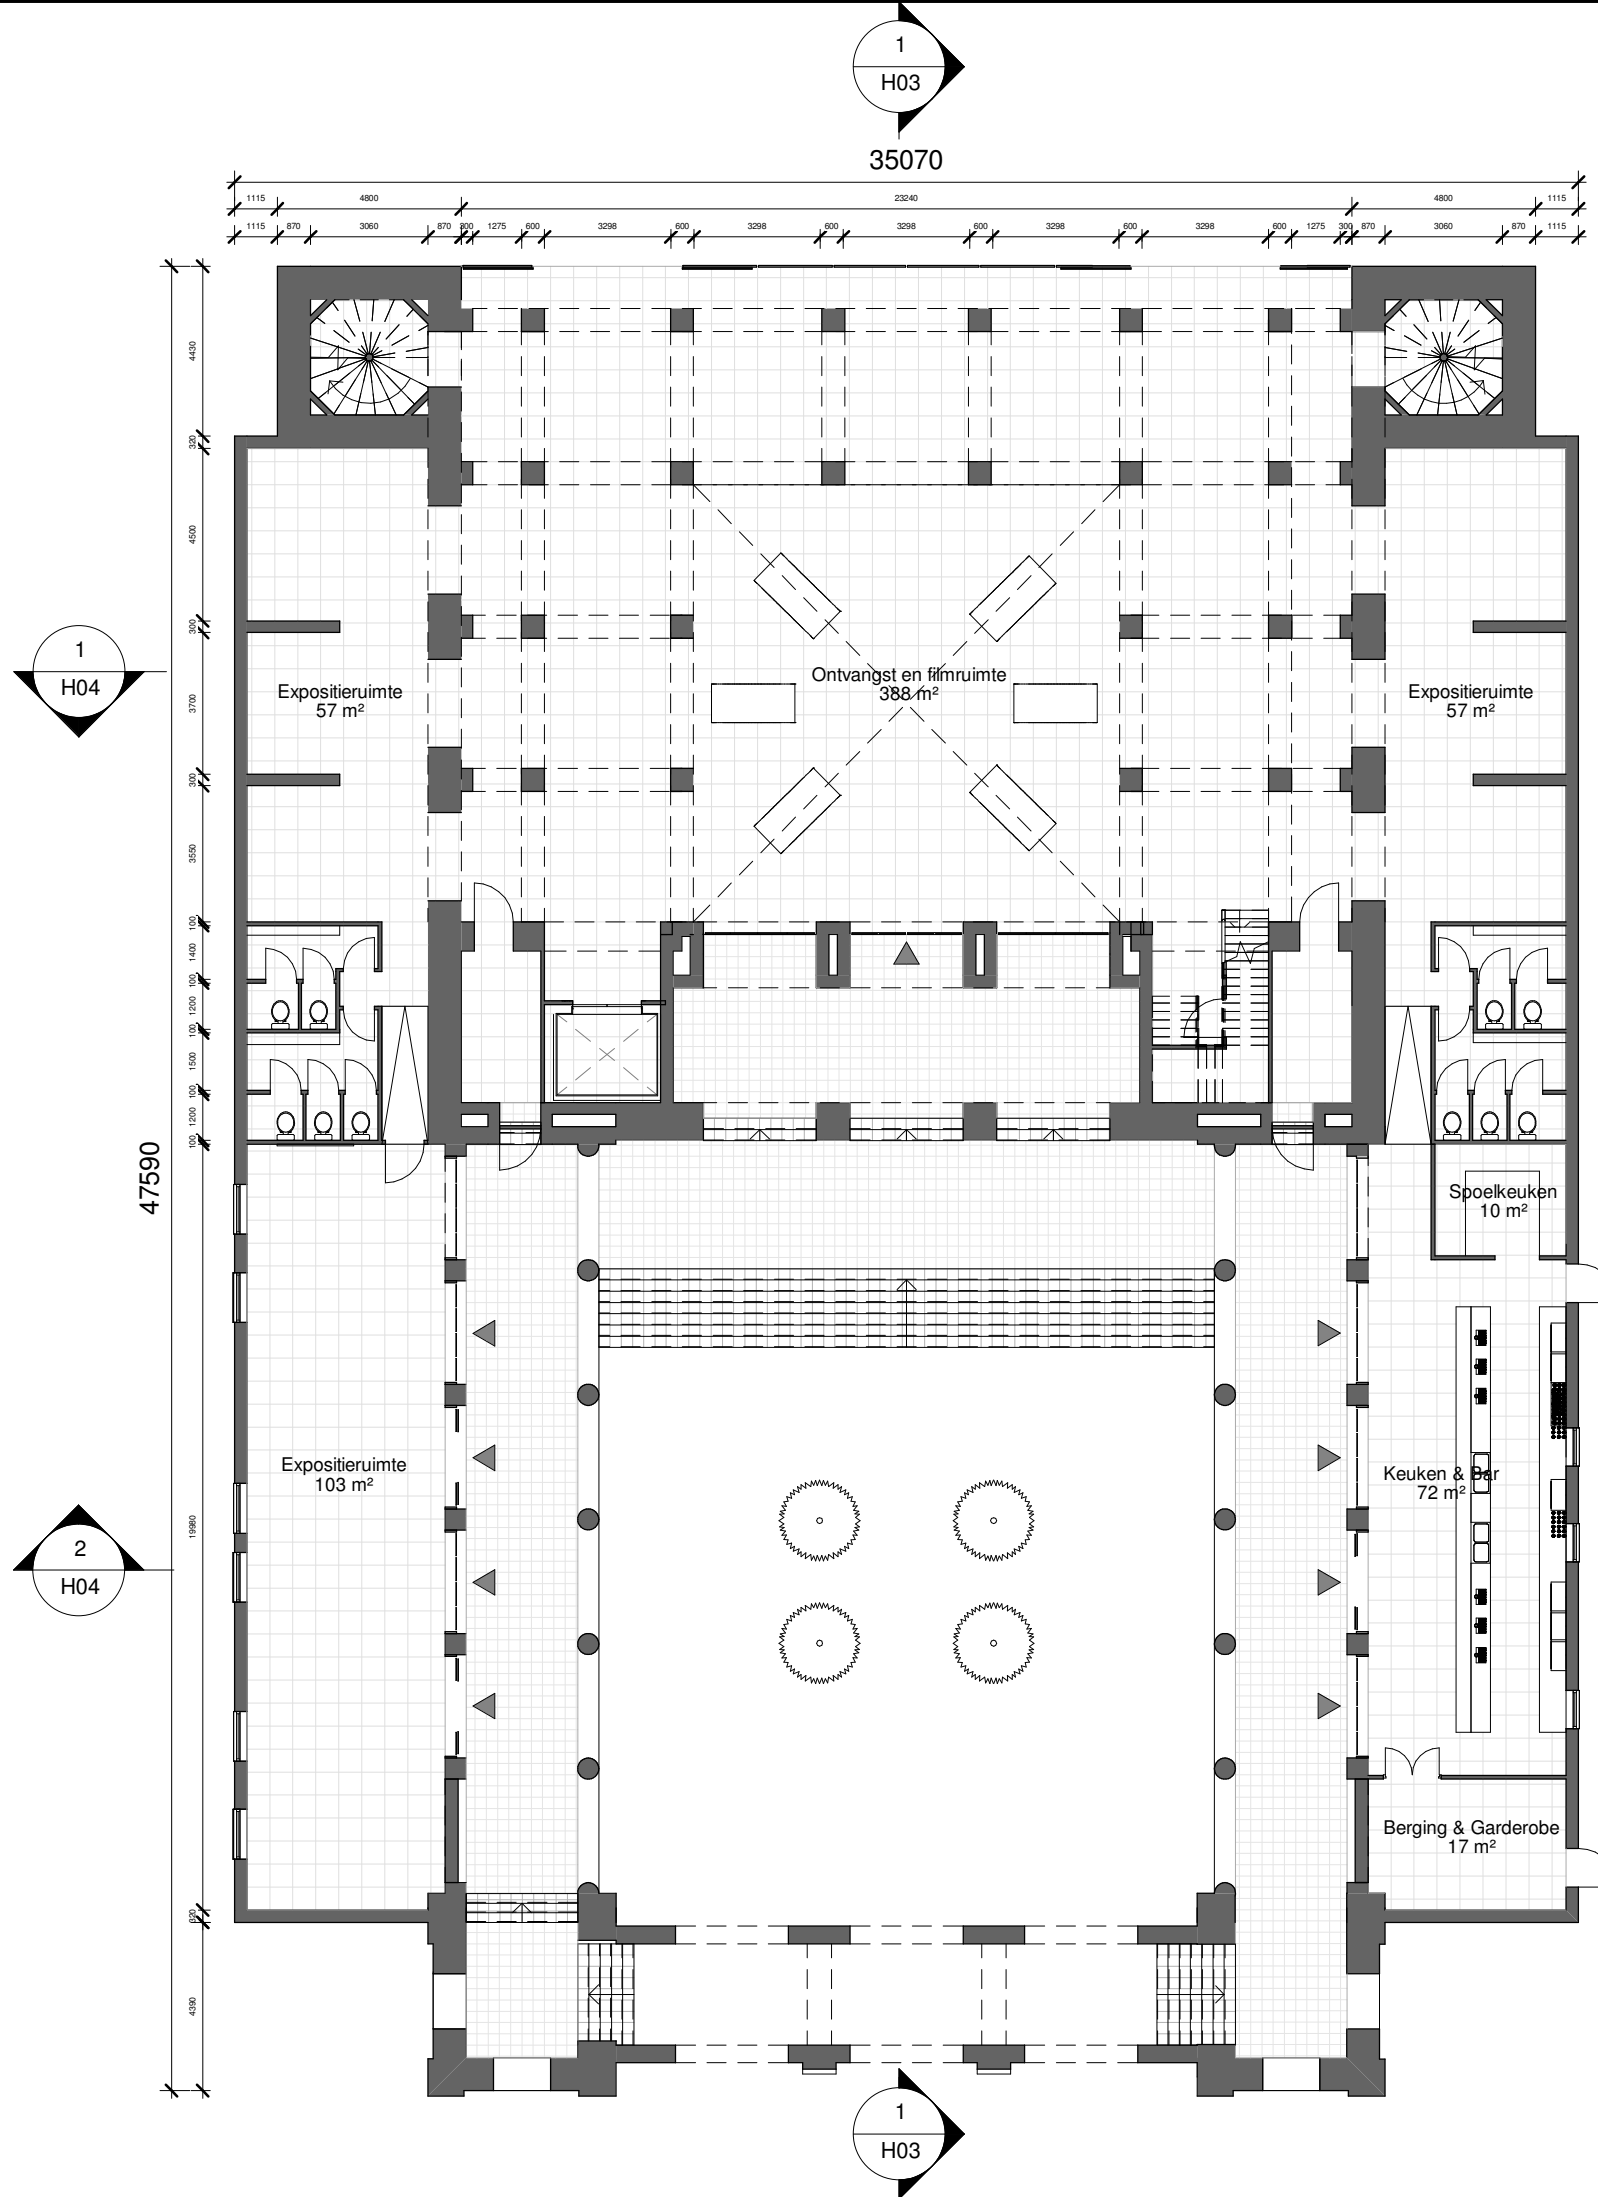 1
H03
35070
1115 4800 23240 4800 1115
1115 870 3060 870 300 1275 600 3298 600 3298 600 3298 600 3298 600 3298 600 1275 300 870 3060 870 1115
4430
320
4500
300
3700
300
3550
100
1400
100
1200
100
1500
100
1200
100
19980
320
4390
47590
1
H04
Expositieruimte
57 m²
Ontvangst en filmruimte
388 m²
Expositieruimte
57 m²
Spoelkeuken
10 m²
Expositieruimte
103 m²
Keuken & Bar
72 m²
2
H04
Berging & Garderobe
17 m²
1
H03